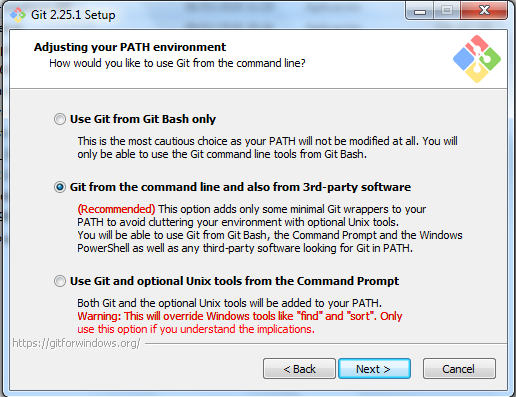 Git 2.25.1 Setup
Adjusting your PATH environment
How would you like to use Git from the command line?
Use Git from Git Bash only
This is the most cautious choice as your PATH will not be modified at all. You will
only be able to use the Git command line tools from Git Bash.
Git from the command line and also from 3rd-party software
(Recommended) This option adds only some minimal Git wrappers to your
PATH to avoid cluttering your environment with optional Unix tools.
You will be able to use Git from Git Bash, the Command Prompt and the Windows
PowerShell as well as any third-party software looking for Git in PATH.
Use Git and optional Unix tools from the Command Prompt
Both Git and the optional Unix tools will be added to your PATH.
Warning: This will override Windows tools like "find" and "sort". Only
use this option if you understand the implications.
https://gitforwindows.org/
< Back Next > Cancel